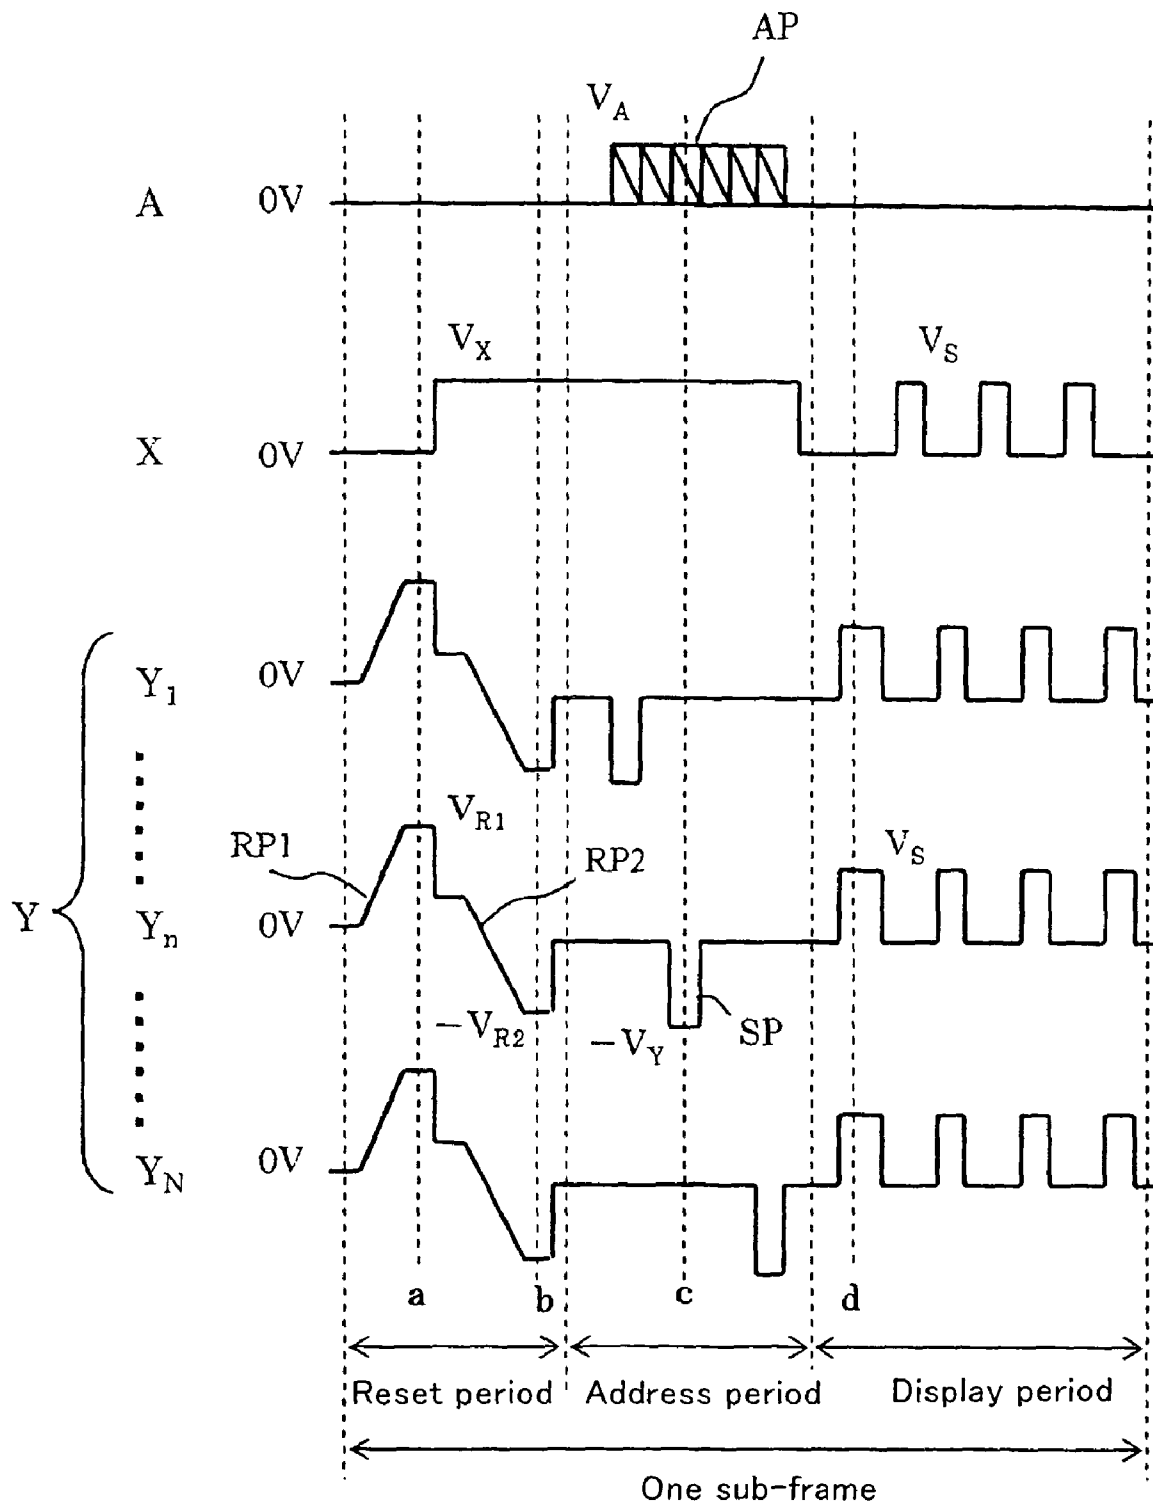 AP
V_A
A 0V
V_X V_S
X 0V
Y_1 0V
V_R1
RP1 RP2 V_S
Y Y_n 0V
-V_R2 -V_Y SP
Y_N 0V
a b c d
Reset period Address period Display period
One sub-frame